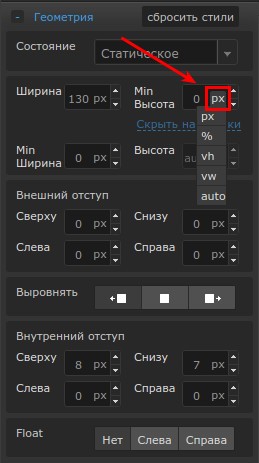 - Геометрия сбросить стили
Состояние Статическое
Ширина 130 px Min Высота 0 px
px
Скрыть на ки
%
Min Ширина 0 px Высота au
vh
vw
auto
Внешний отступ
Сверху 0 px Снизу 0 px
Слева 0 px Справа 0 px
Выровнять
Внутренний отступ
Сверху 8 px Снизу 7 px
Слева 0 px Справа 0 px
Float Нет Слева Справа